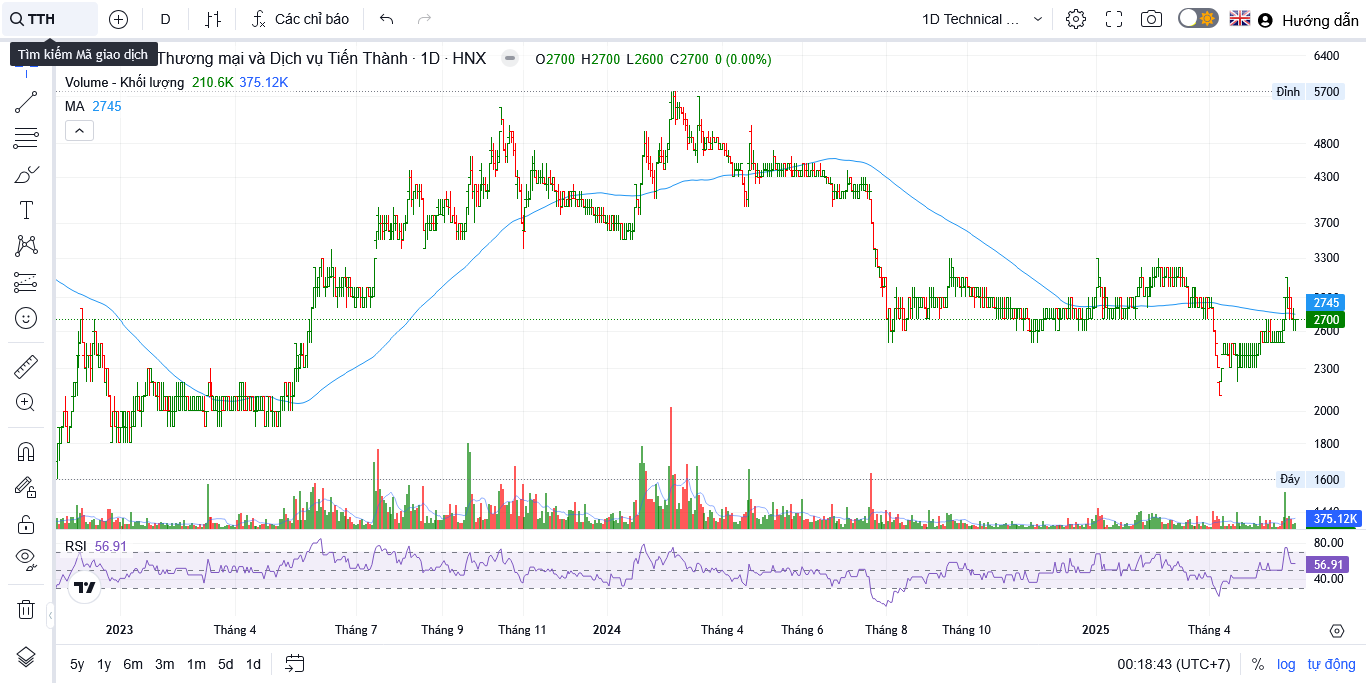 TTH
D
Các chỉ báo
1D Technical ...
Hướng dẫn
Tìm kiếm Mã giao dịch
Thương mại và Dịch vụ Tiến Thành · 1D · HNX
O2700 H2700 L2600 C2700 0 (0.00%)
Volume - Khối lượng 210.6K 375.12K
MA 2745
6400
Đỉnh 5700
4800
4300
3700
3300
2745
2700
2600
2300
2000
1800
Đáy 1600
375.12K
RSI 56.91
80.00
56.91
40.00
2023 Tháng 4 Tháng 7 Tháng 9 Tháng 11 2024 Tháng 4 Tháng 6 Tháng 8 Tháng 10 2025 Tháng 4
5y 1y 6m 3m 1m 5d 1d
00:18:43 (UTC+7) % log tự động